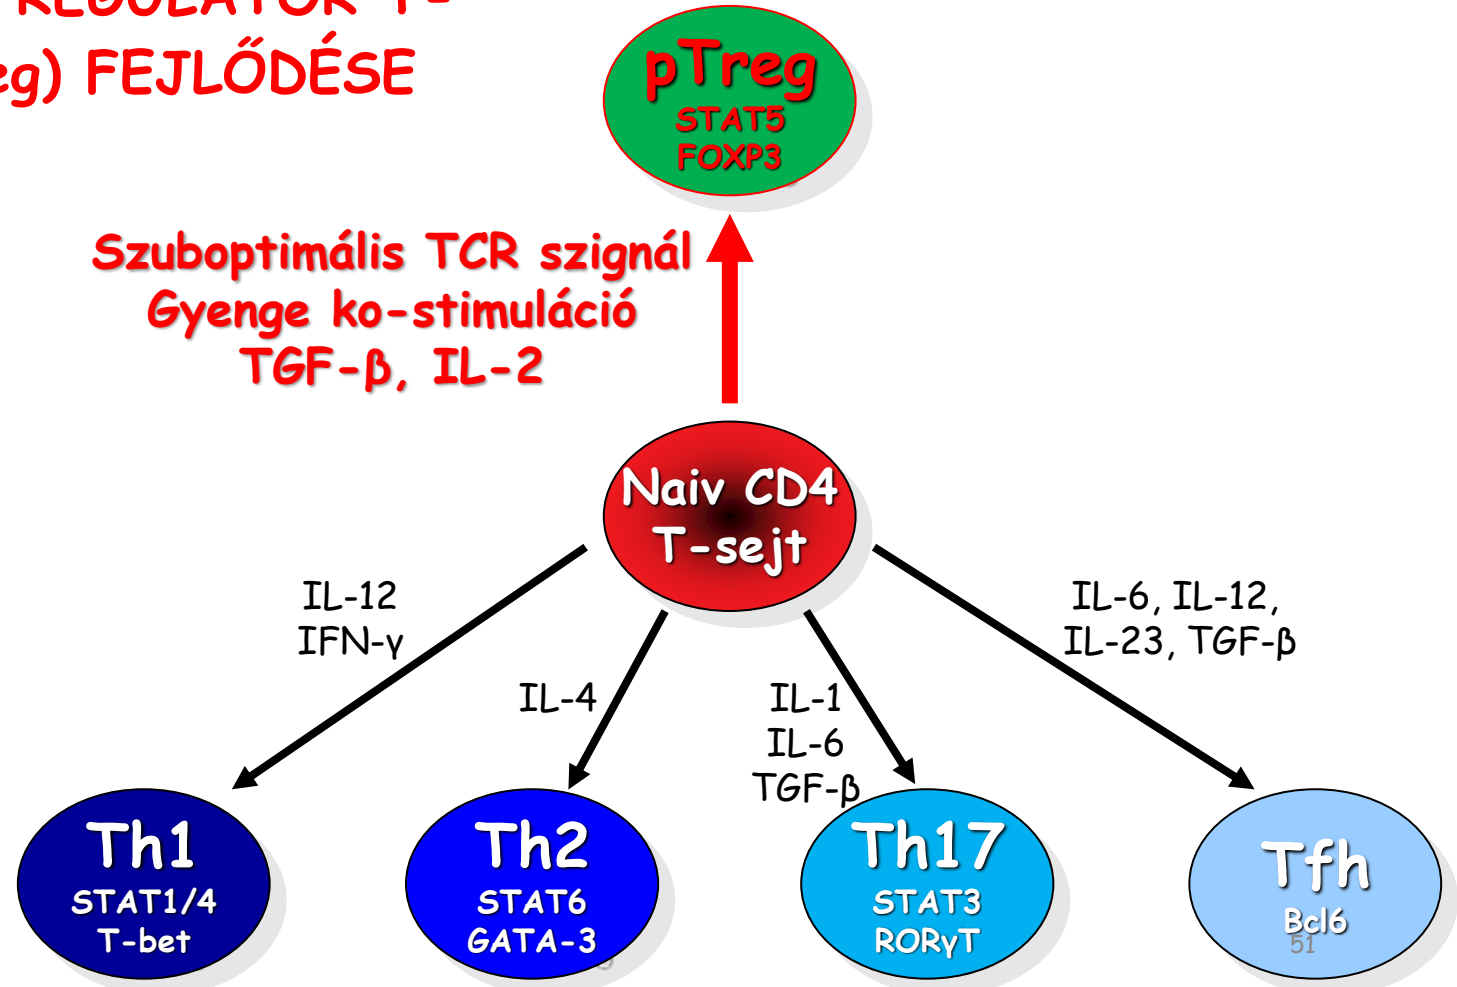 REGULÁTOR T-
eg) FEJLŐDÉSE
pTreg
STAT5
FOXP3
Szuboptimális TCR szignál
Gyenge ko-stimuláció
TGF-β, IL-2
Naiv CD4
T-sejt
IL-12
IFN-γ
IL-4
IL-1
IL-6
TGF-β
IL-6, IL-12,
IL-23, TGF-β
Th1
STAT1/4
T-bet
Th2
STAT6
GATA-3
Th17
STAT3
RORγT
Tfh
Bcl6
51